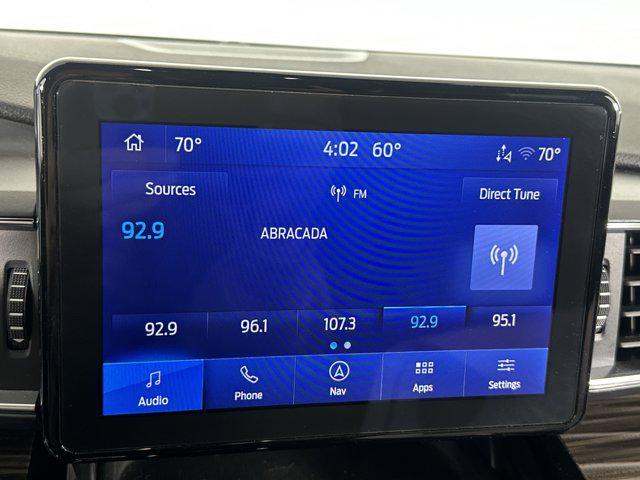 70° 4:02 60° 70°
Sources FM Direct Tune
92.9 ABRACADA
92.9 96.1 107.3 92.9 95.1
Audio Phone Nav Apps Settings